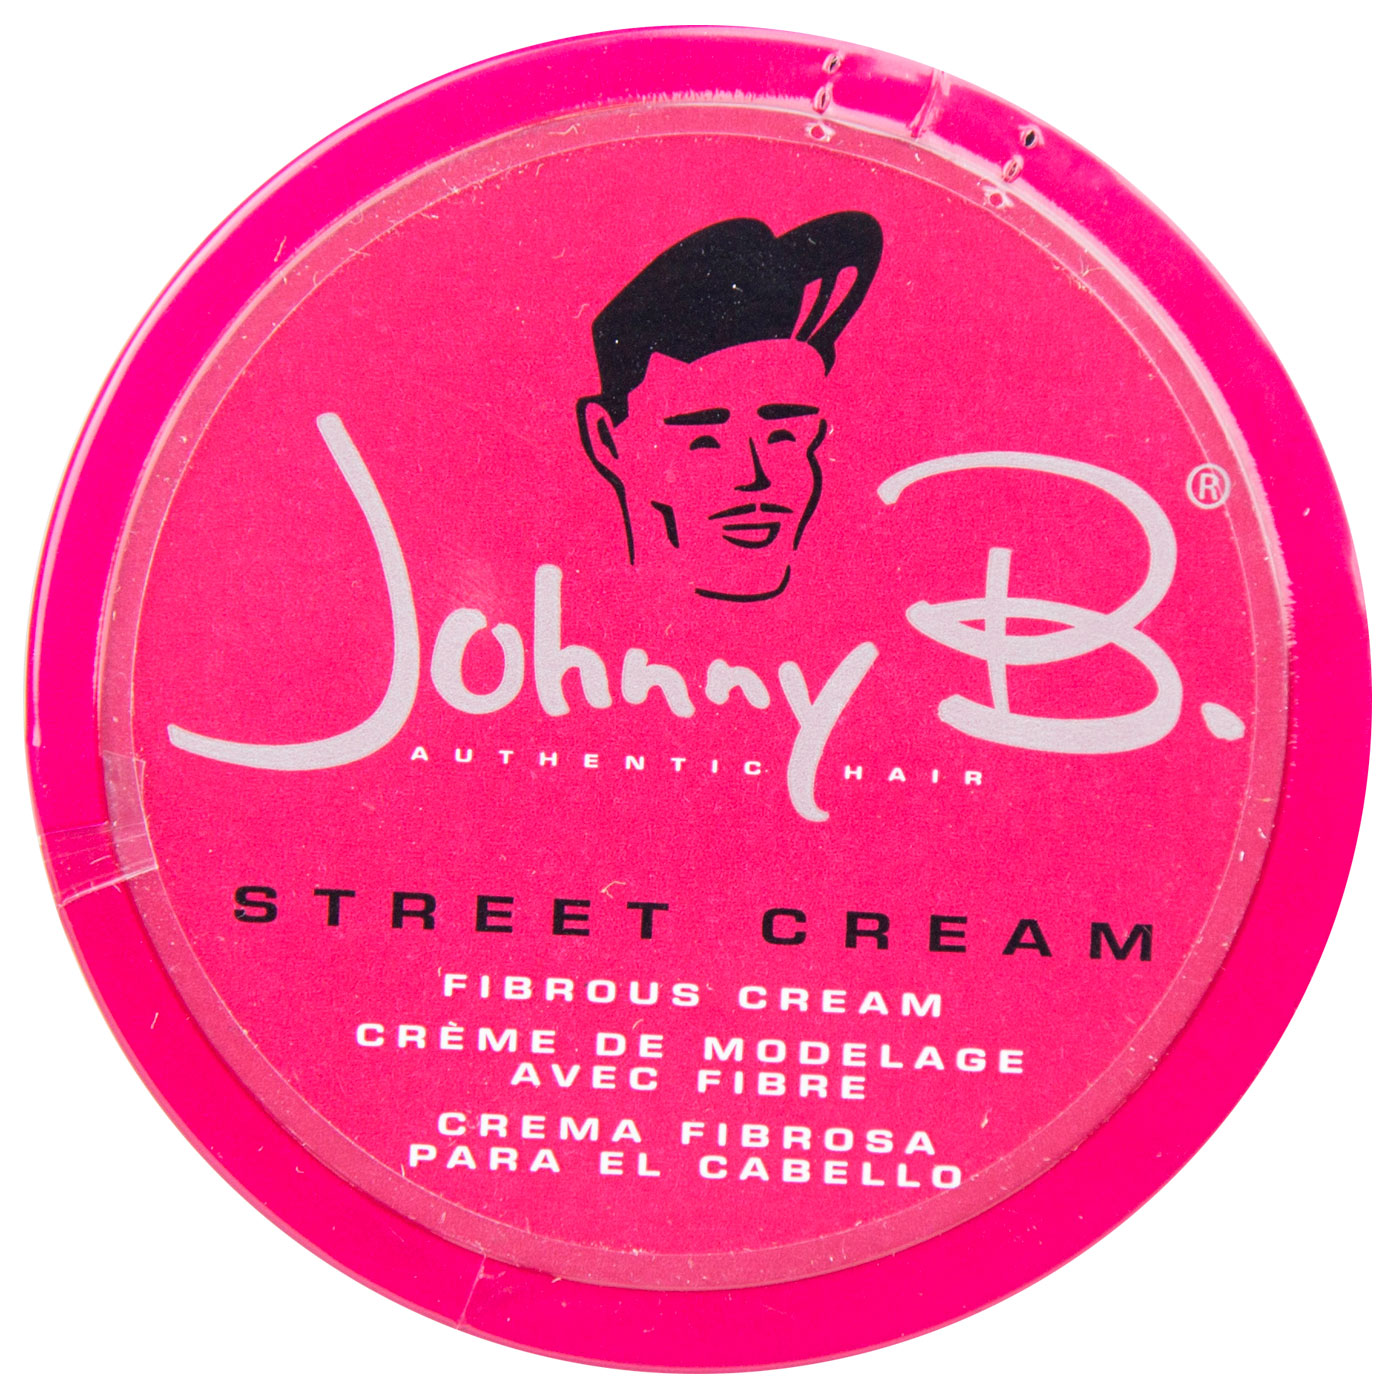 Johnny B.®
AUTHENTIC HAIR
STREET CREAM
FIBROUS CREAM
CRÈME DE MODELAGE
AVEC FIBRE
CREMA FIBROSA
PARA EL CABELLO